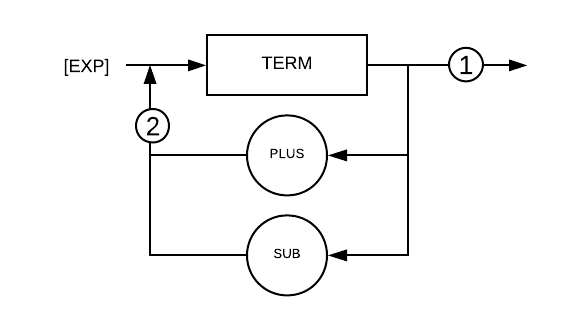 [EXP]
TERM
1
2
PLUS
SUB